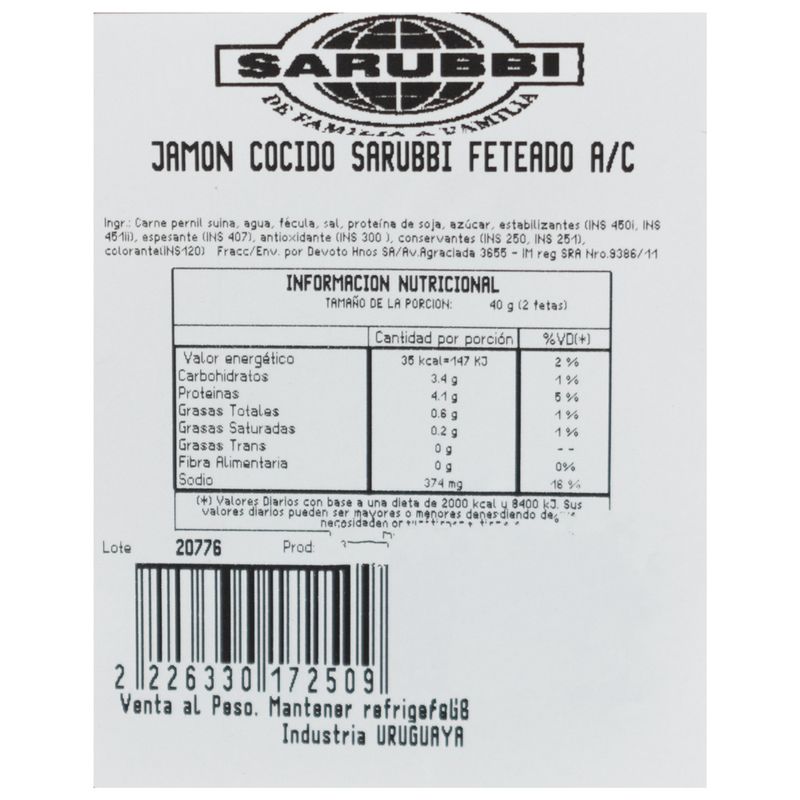 SARUBBI
DE FAMILIA A FAMILIA
JAMON COCIDO SARUBBI FETEADO A/C
Ingr.: Carne pernil suina, agua, fécula, sal, proteína de soja, azúcar, estabilizantes (INS 450i, INS
451ii), espesante (INS 407), antioxidante (INS 300 ), conservantes (INS 250, INS 251),
colorante(INS120) Fracc/Env. por Devoto Hnos SA/Av.Agraciada 3655 - IM reg SRA Nro.9386/11
INFORMACION NUTRICIONAL
TAMAÑO DE LA PORCION: 40 g (2 fetas)
Cantidad por porción %VD(*)
Valor energético 35 kcal=147 KJ 2 %
Carbohidratos 3.4 g 1 %
Proteinas 4.1 g 5 %
Grasas Totales 0.6 g 1 %
Grasas Saturadas 0.2 g 1 %
Grasas Trans 0 g --
Fibra Alimentaria 0 g 0%
Sodio 374 mg 16 %
(*) Valores Diarios con base a una dieta de 2000 kcal y 8400 kJ. Sus
valores diarios pueden ser mayores o menores dependiendo de
Lote 20776 Prod:
2 226330 172509
Venta al Peso. Mantener
Industria URUGUAYA